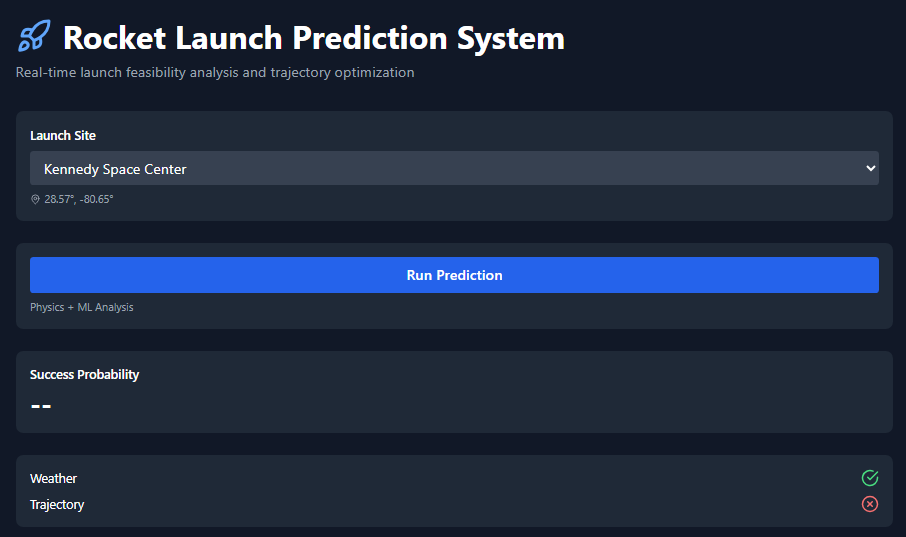 Rocket Launch Prediction System
Real-time launch feasibility analysis and trajectory optimization
Launch Site
Kennedy Space Center
28.57°, -80.65°
Run Prediction
Physics + ML Analysis
Success Probability
--
Weather
Trajectory